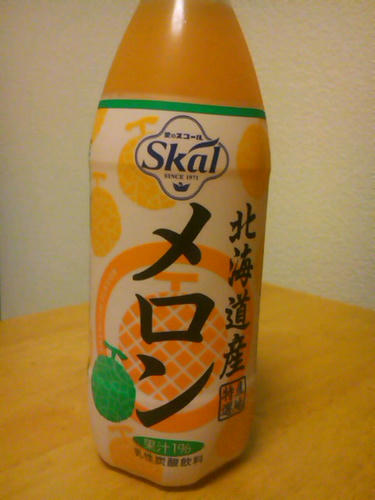 愛のスコール
Skal
SINCE 1971
北海道産
メロン
果汁1%
乳性炭酸飲料